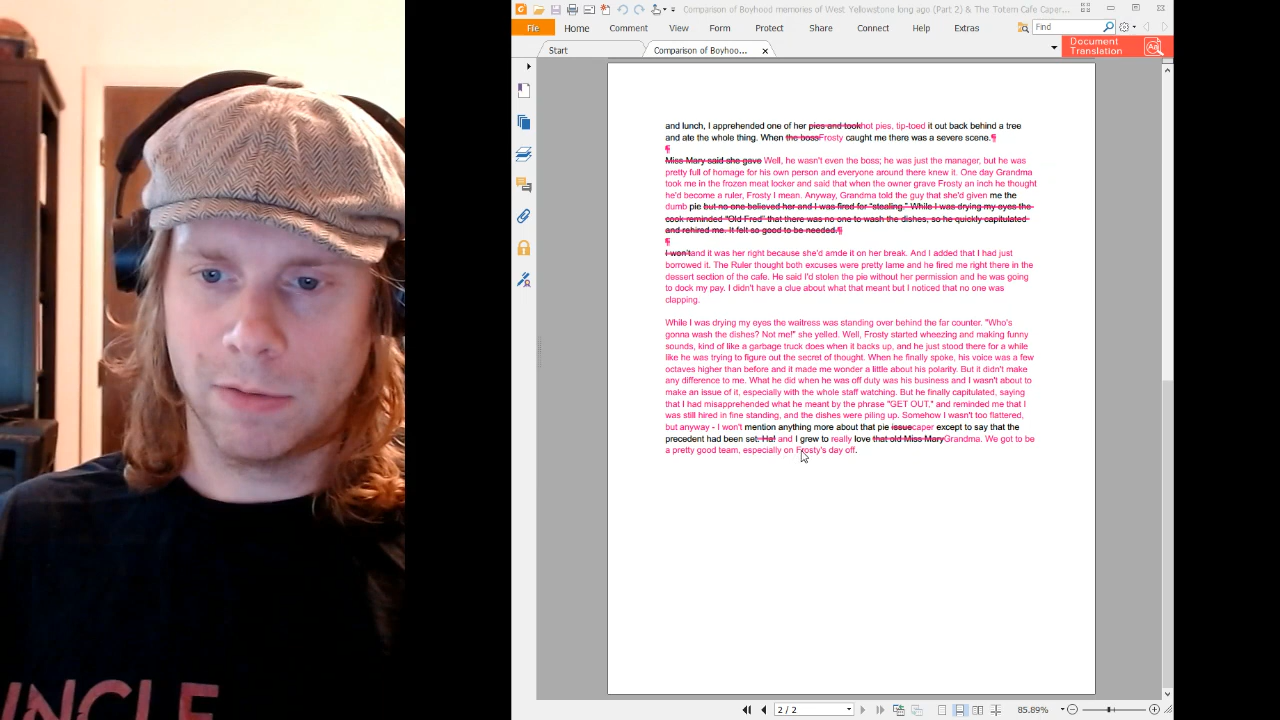 Comparison of Boyhood memories of West Yellowstone long ago (Part 2) & The Totem Cafe Caper...
File Home Comment View Form Protect Share Connect Help Extras Find
Document Translation
Start Comparison of Boyhoo...
and lunch, I apprehended one of her pies and tookhot pies, tip-toed it out back behind a tree
and ate the whole thing. When the bossFrosty caught me there was a severe scene.¶
¶
Miss Mary said she gave Well, he wasn't even the boss; he was just the manager, but he was
pretty full of homage for his own person and everyone around there knew it. One day Grandma
took me in the frozen meat locker and said that when the owner grave Frosty an inch he thought
he'd become a ruler, Frosty I mean. Anyway, Grandma told the guy that she'd given me the
dumb pie but no one believed her and I was fired for "stealing." While I was drying my eyes the
cook reminded "Old Fred" that there was no one to wash the dishes, so he quickly capitulated
and rehired me. It felt so good to be needed.¶
¶
I won'tand it was her right because she'd amde it on her break. And I added that I had just
borrowed it. The Ruler thought both excuses were pretty lame and he fired me right there in the
dessert section of the cafe. He said I'd stolen the pie without her permission and he was going
to dock my pay. I didn't have a clue about what that meant but I noticed that no one was
clapping.
While I was drying my eyes the waitress was standing over behind the far counter. "Who's
gonna wash the dishes? Not me!" she yelled. Well, Frosty started wheezing and making funny
sounds, kind of like a garbage truck does when it backs up, and he just stood there for a while
like he was trying to figure out the secret of thought. When he finally spoke, his voice was a few
octaves higher than before and it made me wonder a little about his polarity. But it didn't make
any difference to me. What he did when he was off duty was his business and I wasn't about to
make an issue of it, especially with the whole staff watching. But he finally capitulated, saying
that I had misapprehended what he meant by the phrase "GET OUT," and reminded me that I
was still hired in fine standing, and the dishes were piling up. Somehow I wasn't too flattered,
but anyway - I won't mention anything more about that pie issuecaper except to say that the
precedent had been set. Ha! and I grew to really love that old Miss MaryGrandma. We got to be
a pretty good team, especially on Frosty's day off.
2 / 2 85.89%
UNCLE